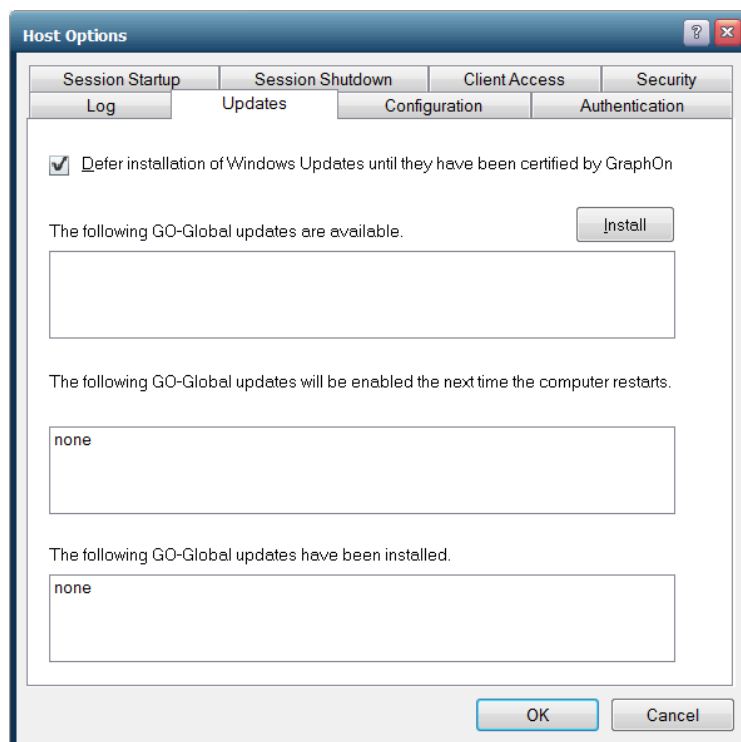 Host Options
?
Session Startup Session Shutdown Client Access Security
Log Updates Configuration Authentication
Defer installation of Windows Updates until they have been certified by GraphOn
Install
The following GO-Global updates are available.
The following GO-Global updates will be enabled the next time the computer restarts.
none
The following GO-Global updates have been installed.
none
OK Cancel